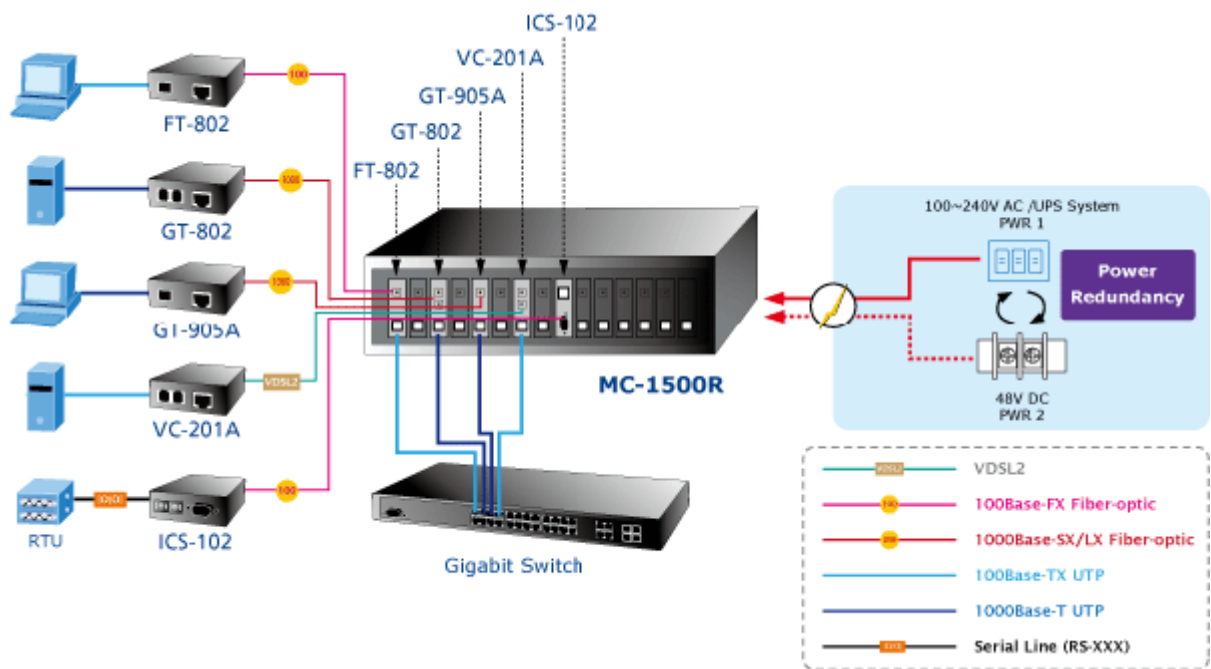 ICS-102
VC-201A
GT-905A
GT-802
FT-802
100
FT-802
1000
GT-802
1000
GT-905A
VDSL2
VC-201A
100
RTU
ICS-102
MC-1500R
Gigabit Switch
100~240V AC /UPS System
PWR 1
Power
Redundancy
48V DC
PWR 2
VDSL2
VDSL2
100
100Base-FX Fiber-optic
1000Base-SX/LX Fiber-optic
100Base-TX UTP
1000Base-T UTP
Serial Line (RS-XXX)